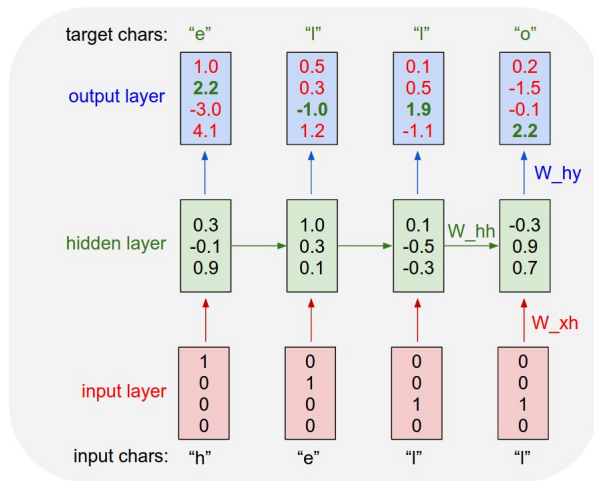 target chars: “e” “l” “l” “o”
output layer
1.0 0.5 0.1 0.2
2.2 0.3 0.5 -1.5
-3.0 -1.0 1.9 -0.1
4.1 1.2 -1.1 2.2
W_hy
hidden layer
0.3 1.0 0.1 -0.3
-0.1 0.3 -0.5 0.9
0.9 0.1 -0.3 0.7
W_hh
W_xh
input layer
1 0 0 0
0 1 0 0
0 0 1 1
0 0 0 0
input chars: “h” “e” “l” “l”